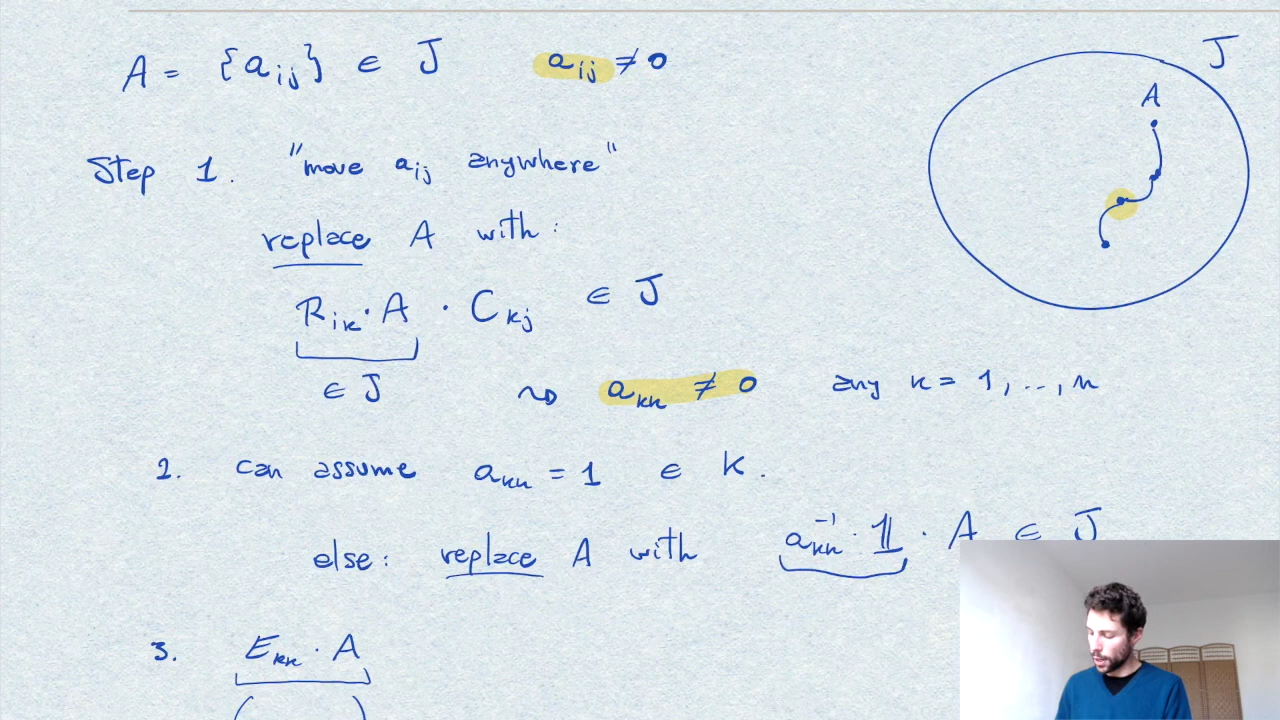 A = {aᵢⱼ} ∈ J aᵢⱼ ≠ 0
J
A
Step 1. "move aᵢⱼ anywhere"
replace A with :
Rᵢₖ · A · Cₖⱼ ∈ J
∈ J ⇝ aₖₖ ≠ 0 any k = 1, ..., n
2. can assume aₖₖ = 1 ∈ K.
else: replace A with aₖₖ⁻¹ · 𝟙 · A ∈ J
3. Eₖₖ · A